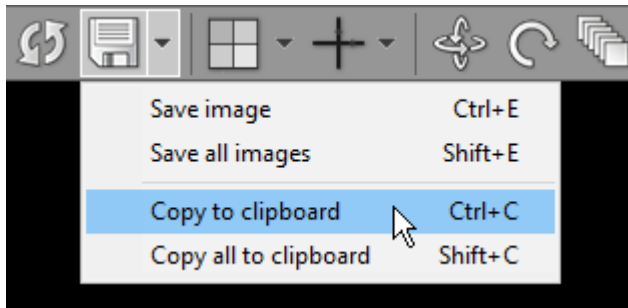 Save image Ctrl+E
Save all images Shift+E
Copy to clipboard Ctrl+C
Copy all to clipboard Shift+C